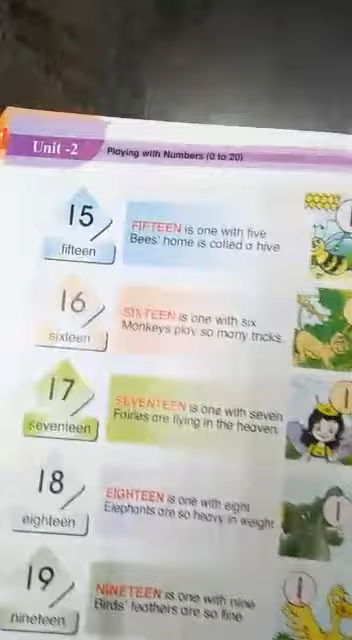 Unit -2
Playing with Numbers (0 to 20)
15
fifteen
FIFTEEN is one with five
Bees' home is called a hive
16
sixteen
SIXTEEN is one with six
Monkeys play so many tricks.
17
seventeen
SEVENTEEN is one with seven
Fairies are living in the heaven.
18
eighteen
EIGHTEEN is one with eight
Elephants are so heavy in weight
19
nineteen
NINETEEN is one with nine
Birds' feathers are so fine
1
1
1